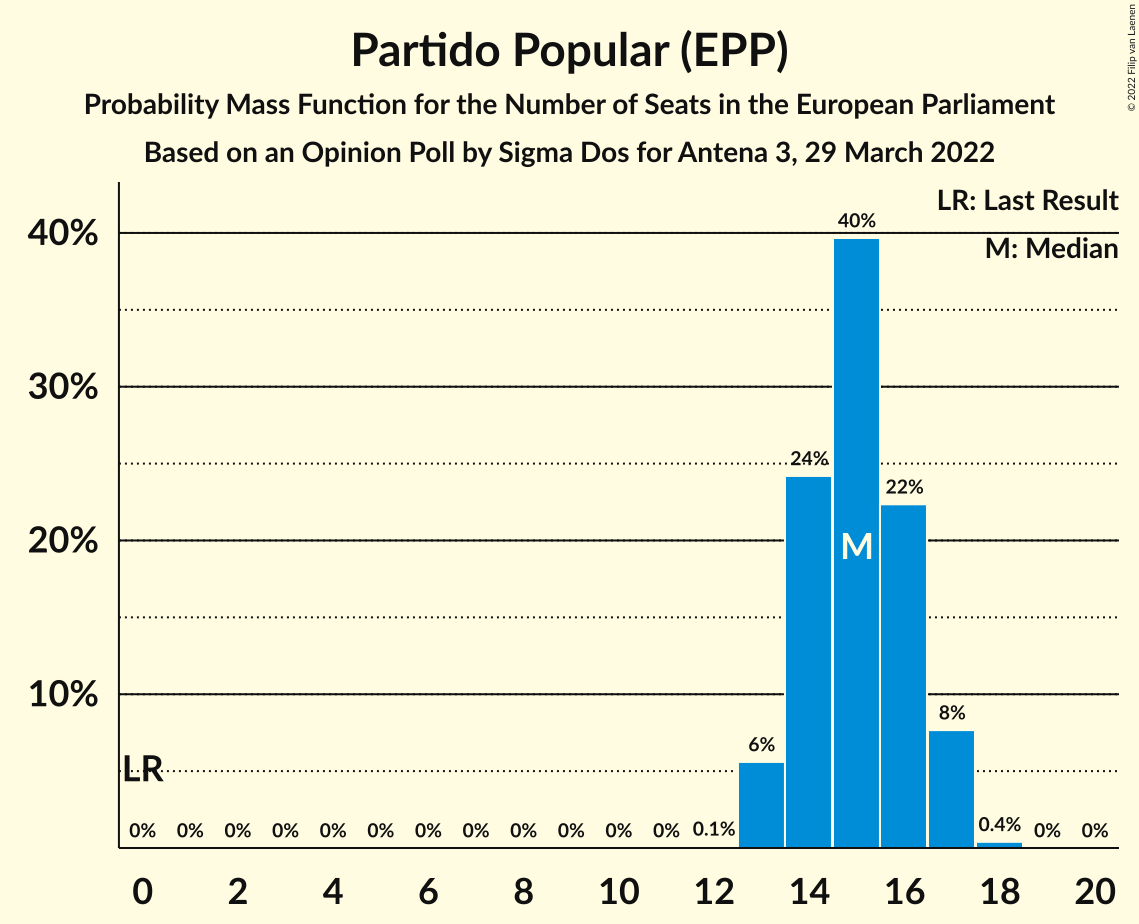 Partido Popular (EPP)
Probability Mass Function for the Number of Seats in the European Parliament
Based on an Opinion Poll by Sigma Dos for Antena 3, 29 March 2022
© 2022 Filip van Laenen
LR: Last Result
M: Median
40%
30%
20%
10%
LR
M
0% 0% 0% 0% 0% 0% 0% 0% 0% 0% 0% 0% 0.1% 6% 24% 40% 22% 8% 0.4% 0% 0%
0 2 4 6 8 10 12 14 16 18 20